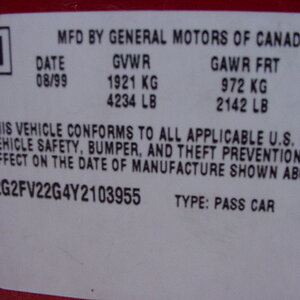 MFD BY GENERAL MOTORS OF CANAD
DATE GVWR GAWR FRT
08/99 1921 KG 972 KG
4234 LB 2142 LB
IS VEHICLE CONFORMS TO ALL APPLICABLE U.S.
EHICLE SAFETY, BUMPER, AND THEFT PREVENTION
FFECT ON THE DATE OF MANUFACTURE SHOWN ABO
G2FV22G4Y2103955 TYPE: PASS CAR